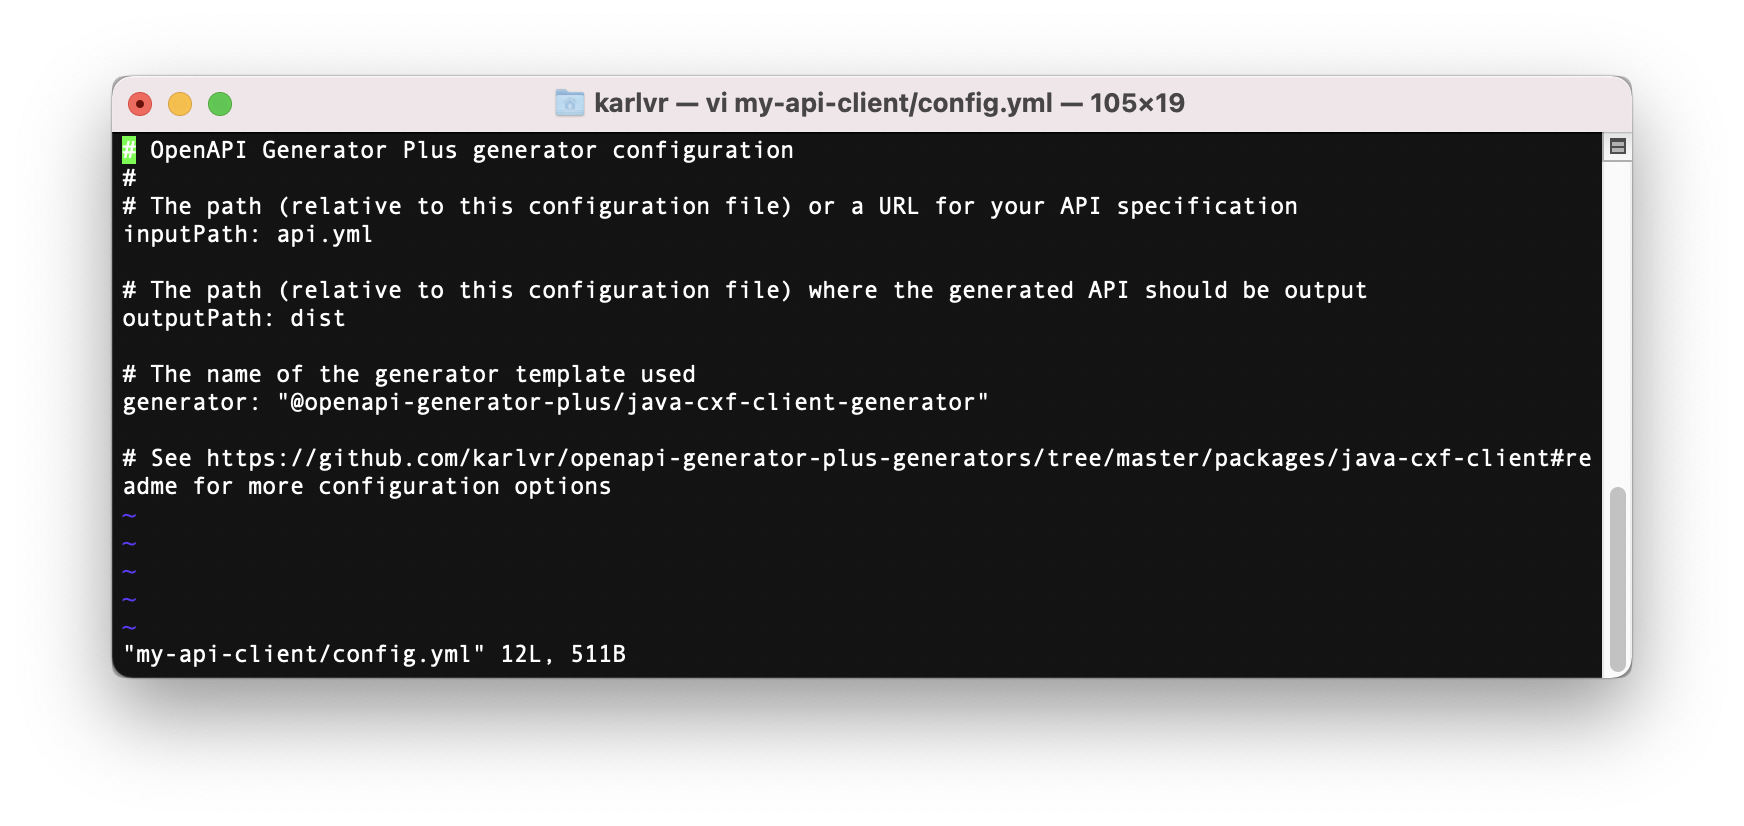 karlvr — vi my-api-client/config.yml — 105×19
# OpenAPI Generator Plus generator configuration
#
# The path (relative to this configuration file) or a URL for your API specification
inputPath: api.yml
# The path (relative to this configuration file) where the generated API should be output
outputPath: dist
# The name of the generator template used
generator: "@openapi-generator-plus/java-cxf-client-generator"
# See https://github.com/karlvr/openapi-generator-plus-generators/tree/master/packages/java-cxf-client#re
adme for more configuration options
~
~
~
~
~
"my-api-client/config.yml" 12L, 511B